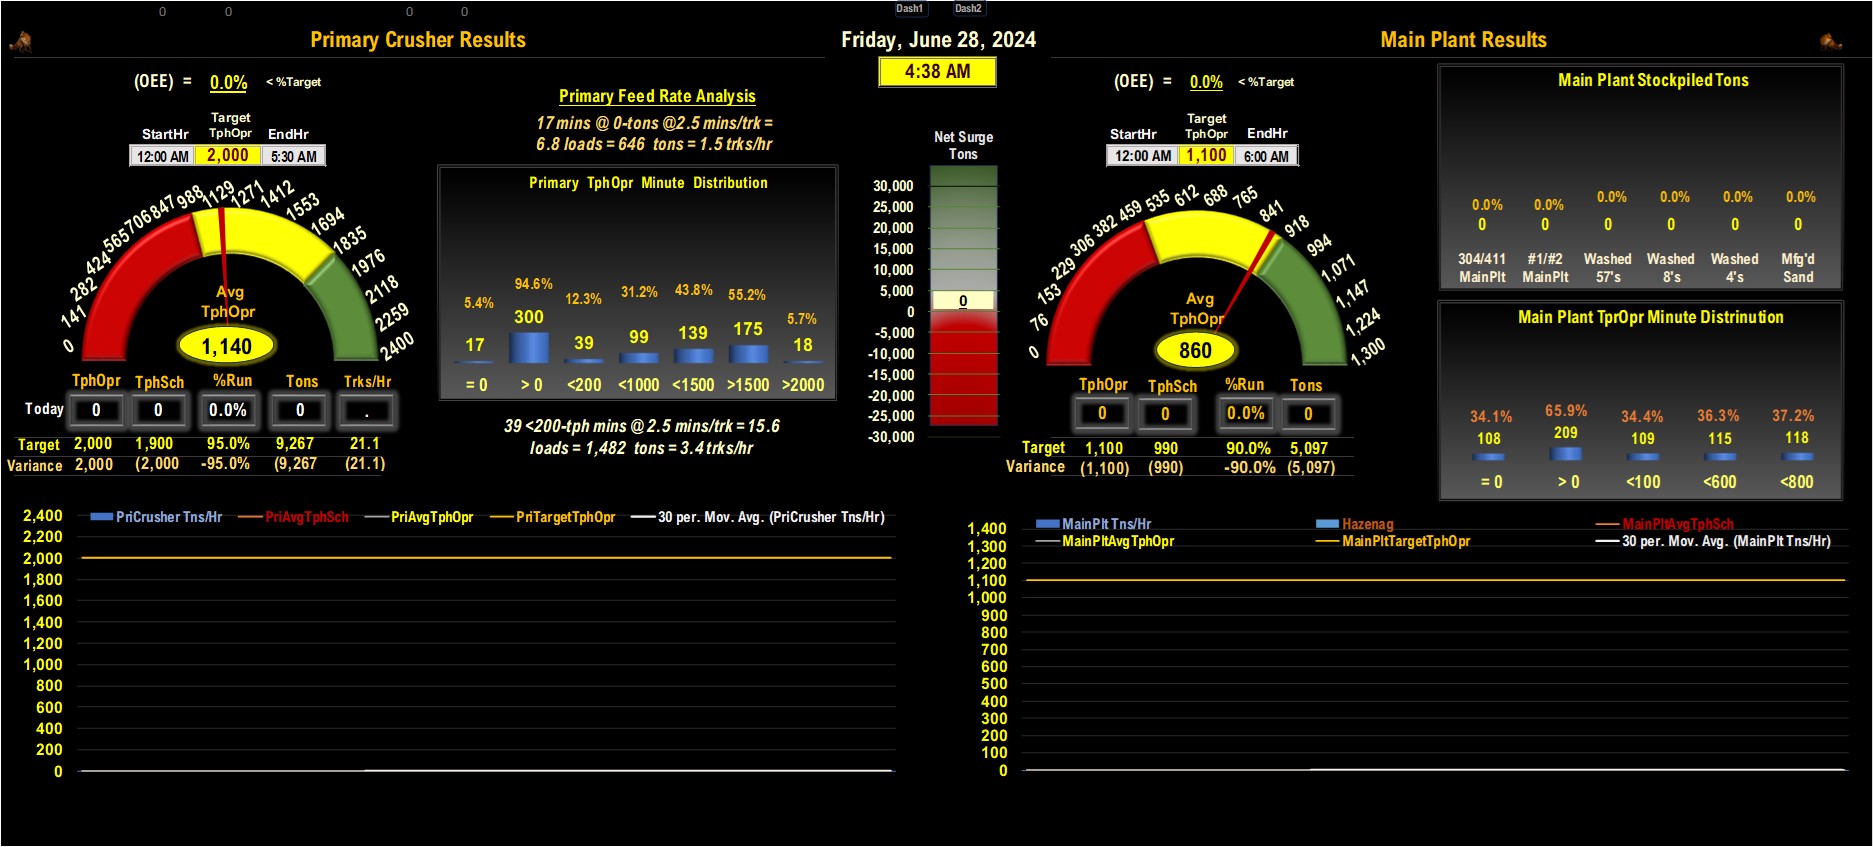 0 0 0 0 Dash1 Dash2
Primary Crusher Results
Friday, June 28, 2024
4:38 AM
Main Plant Results
(OEE) = 0.0% < %Target
StartHr Target TphOpr EndHr
12:00 AM 2,000 5:30 AM
0 141 282 424 565 706 847 988 1129 1271 1412 1553 1694 1835 1976 2118 2259 2400
Avg
TphOpr
1,140
TphOpr TphSch %Run Tons Trks/Hr
Today 0 0 0.0% 0 .
Target 2,000 1,900 95.0% 9,267 21.1
Variance 2,000 (2,000 -95.0% (9,267 (21.1)
Primary Feed Rate Analysis
17 mins @ 0-tons @2.5 mins/trk =
6.8 loads = 646 tons = 1.5 trks/hr
Primary TphOpr Minute Distribution
5.4% 94.6% 12.3% 31.2% 43.8% 55.2% 5.7%
17 300 39 99 139 175 18
= 0 > 0 <200 <1000 <1500 >1500 >2000
39 <200-tph mins @ 2.5 mins/trk = 15.6
loads = 1,482 tons = 3.4 trks/hr
Net Surge
Tons
30,000
25,000
20,000
15,000
10,000
5,000
0
0
-5,000
-10,000
-15,000
-20,000
-25,000
-30,000
(OEE) = 0.0% < %Target
StartHr Target TphOpr EndHr
12:00 AM 1,100 6:00 AM
0 76 153 229 306 382 459 535 612 688 765 841 918 994 1,071 1,147 1,224 1,300
Avg
TphOpr
860
TphOpr TphSch %Run Tons
0 0 0.0% 0
Target 1,100 990 90.0% 5,097
Variance (1,100) (990) -90.0% (5,097)
Main Plant Stockpiled Tons
0.0% 0.0% 0.0% 0.0% 0.0% 0.0%
0 0 0 0 0 0
304/411 #1/#2 Washed Washed Washed Mfg'd
MainPlt MainPlt 57's 8's 4's Sand
Main Plant TprOpr Minute Distrinution
34.1% 65.9% 34.4% 36.3% 37.2%
108 209 109 115 118
= 0 > 0 <100 <600 <800
PriCrusher Tns/Hr PriAvgTphSch PriAvgTphOpr PriTargetTphOpr 30 per. Mov. Avg. (PriCrusher Tns/Hr)
2,400
2,200
2,000
1,800
1,600
1,400
1,200
1,000
800
600
400
200
0
MainPlt Tns/Hr Hazenag MainPltAvgTphSch
MainPltAvgTphOpr MainPltTargetTphOpr 30 per. Mov. Avg. (MainPlt Tns/Hr)
1,400
1,300
1,200
1,100
1,000
900
800
700
600
500
400
300
200
100
0